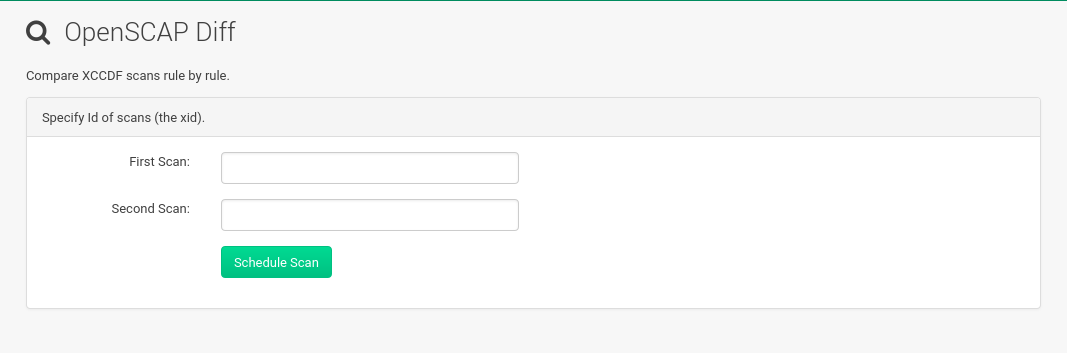 OpenSCAP Diff
Compare XCCDF scans rule by rule.
Specify Id of scans (the xid).
First Scan:
Second Scan:
Schedule Scan